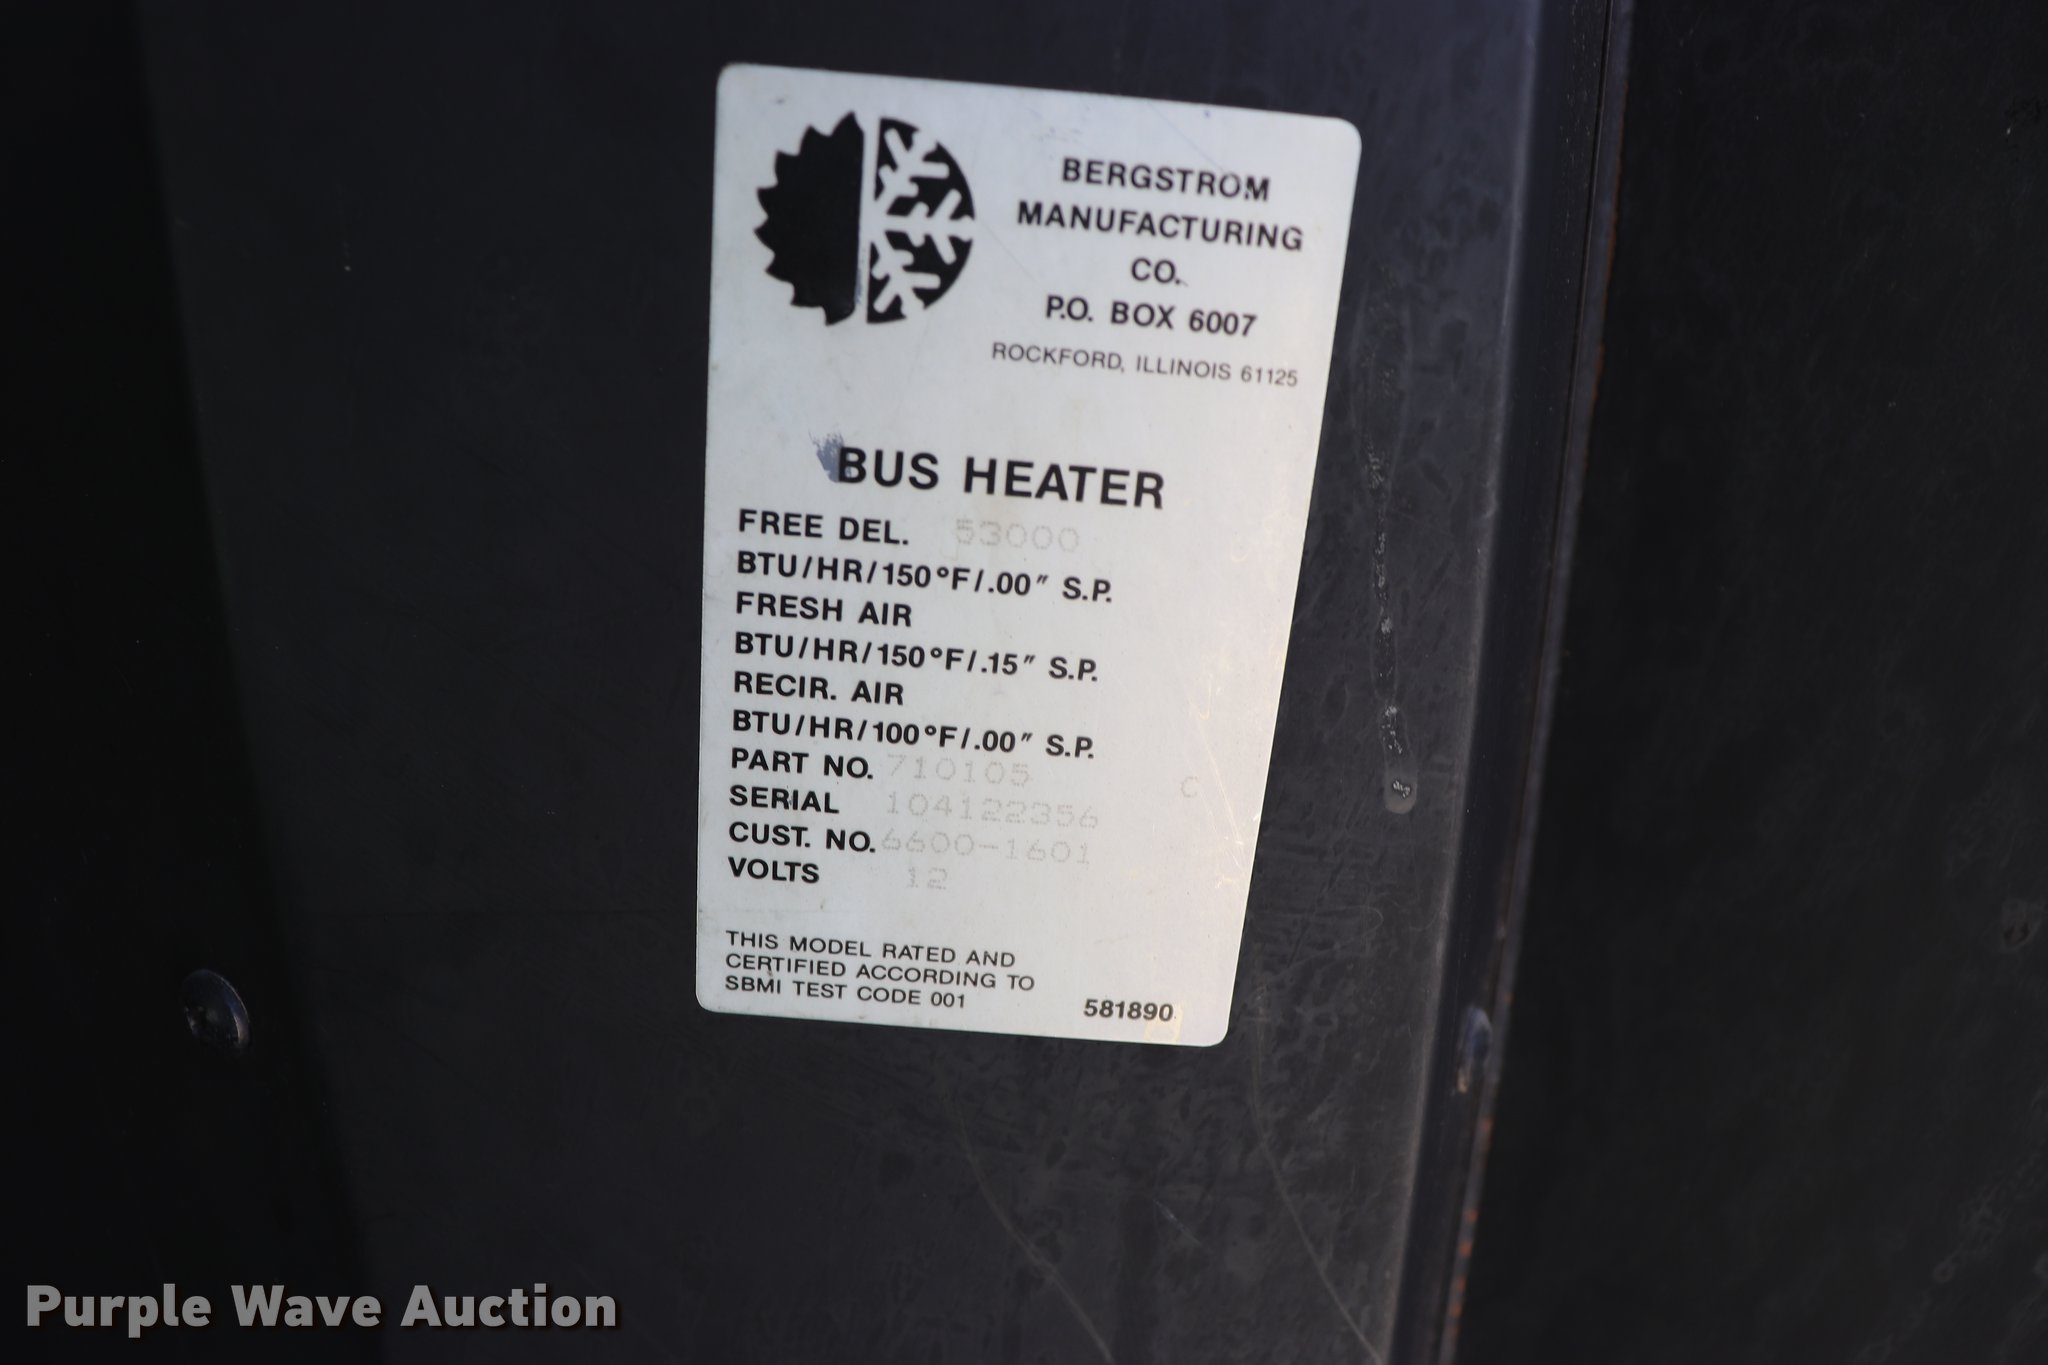 BERGSTROM
MANUFACTURING
CO.
P.O. BOX 6007
ROCKFORD, ILLINOIS 61125
BUS HEATER
FREE DEL. 53000
BTU/HR/150°F/.00" S.P.
FRESH AIR
BTU/HR/150°F/.15" S.P.
RECIR. AIR
BTU/HR/100°F/.00" S.P.
PART NO. 710105 C
SERIAL 104122356
CUST. NO. 6600-1601
VOLTS 12
THIS MODEL RATED AND
CERTIFIED ACCORDING TO
SBMI TEST CODE 001
581890
Purple Wave Auction